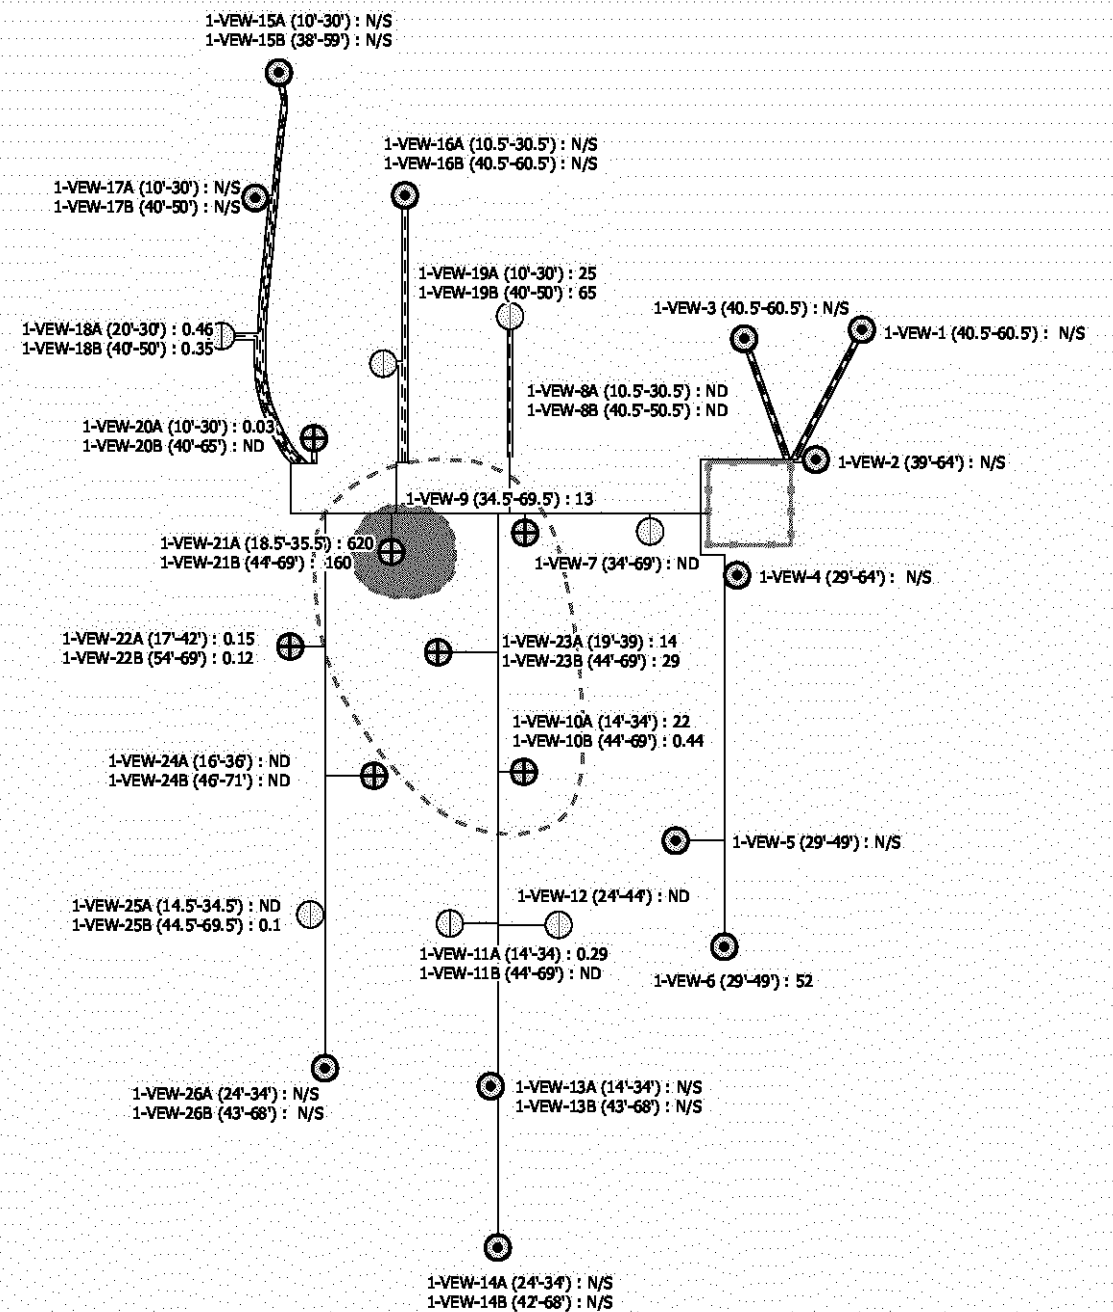 1-VEW-15A (10'-30') : N/S
1-VEW-15B (38'-59') : N/S
1-VEW-16A (10.5'-30.5') : N/S
1-VEW-16B (40.5'-60.5') : N/S
1-VEW-17A (10'-30') : N/S
1-VEW-17B (40'-50') : N/S
1-VEW-19A (10'-30') : 25
1-VEW-19B (40'-50') : 65
1-VEW-3 (40.5'-60.5') : N/S
1-VEW-1 (40.5'-60.5') : N/S
1-VEW-18A (20'-30') : 0.46
1-VEW-18B (40'-50') : 0.35
1-VEW-8A (10.5'-30.5') : ND
1-VEW-8B (40.5'-50.5') : ND
1-VEW-20A (10'-30') : 0.03
1-VEW-20B (40'-65') : ND
1-VEW-2 (39'-64') : N/S
1-VEW-9 (34.5'-69.5') : 13
1-VEW-21A (18.5'-35.5') : 620
1-VEW-21B (44'-69') : 160
1-VEW-7 (34'-69') : ND
1-VEW-4 (29'-64') : N/S
1-VEW-22A (17'-42') : 0.15
1-VEW-22B (54'-69') : 0.12
1-VEW-23A (19'-39) : 14
1-VEW-23B (44'-69') : 29
1-VEW-10A (14'-34') : 22
1-VEW-10B (44'-69') : 0.44
1-VEW-24A (16'-36') : ND
1-VEW-24B (46'-71') : ND
1-VEW-5 (29'-49') : N/S
1-VEW-12 (24'-44') : ND
1-VEW-25A (14.5'-34.5') : ND
1-VEW-25B (44.5'-69.5') : 0.1
1-VEW-11A (14'-34) : 0.29
1-VEW-11B (44'-69') : ND
1-VEW-6 (29'-49') : 52
1-VEW-26A (24'-34') : N/S
1-VEW-26B (43'-68') : N/S
1-VEW-13A (14'-34') : N/S
1-VEW-13B (43'-68') : N/S
1-VEW-14A (24'-34') : N/S
1-VEW-14B (42'-68') : N/S